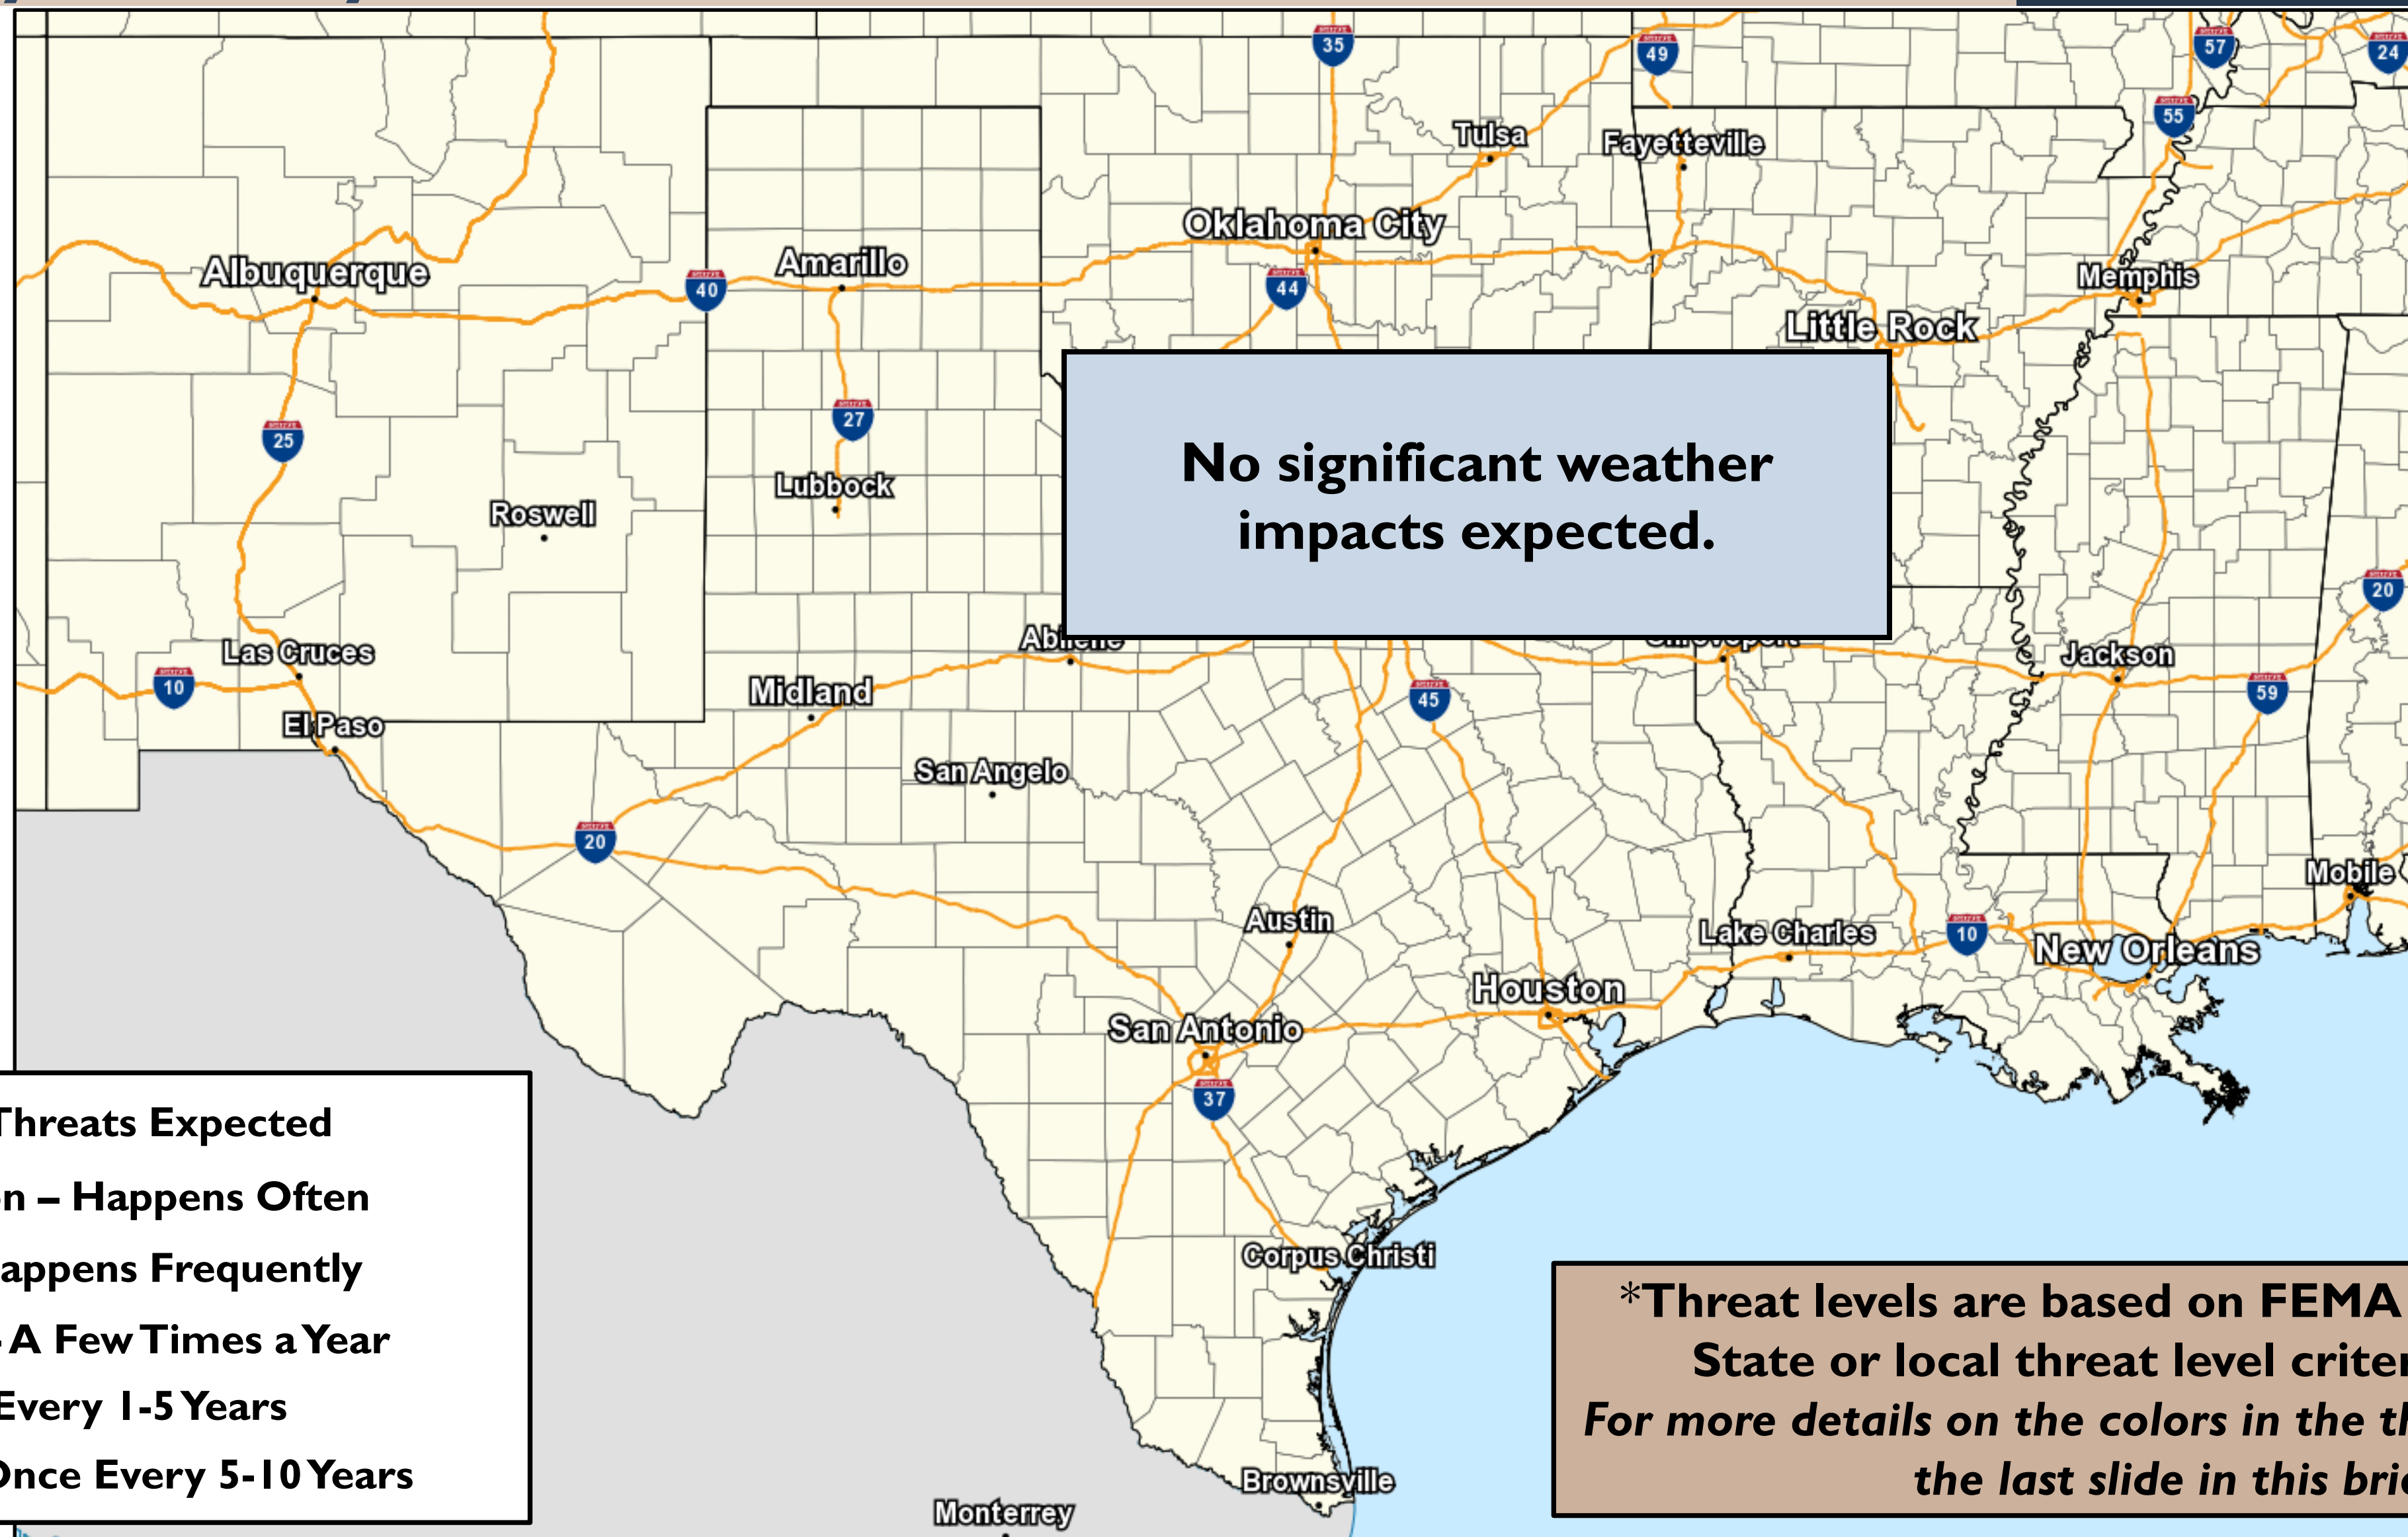 35
49
57
24
55
Tulsa
Fayetteville
Oklahoma City
Albuquerque
Amarillo
40
44
Memphis
Little Rock
25
27
No significant weather
impacts expected.
Lubbock
Roswell
20
Las Cruces
Abilene
Shreveport
Jackson
10
Midland
45
59
El Paso
San Angelo
20
Mobile
Austin
Lake Charles
10
New Orleans
Houston
San Antonio
37
Threats Expected
n – Happens Often
appens Frequently
- A Few Times a Year
Every 1-5 Years
Once Every 5-10 Years
Corpus Christi
*Threat levels are based on FEMA
State or local threat level criter
For more details on the colors in the th
the last slide in this brie
Brownsville
Monterrey